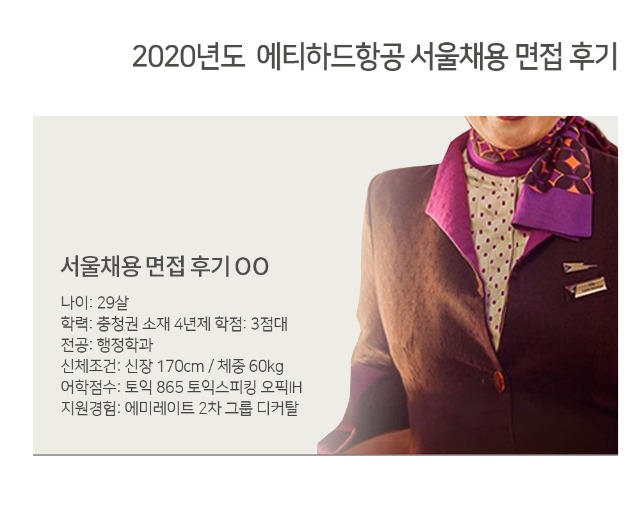 2020년도 에티하드항공 서울채용 면접 후기
서울채용 면접 후기 OO
나이: 29살
학력: 충청권 소재 4년제 학점: 3점대
전공: 행정학과
신체조건: 신장 170cm / 체중 60kg
어학점수: 토익 865 토익스피킹 오픽IH
지원경험: 에미레이트 2차 그룹 디커탈